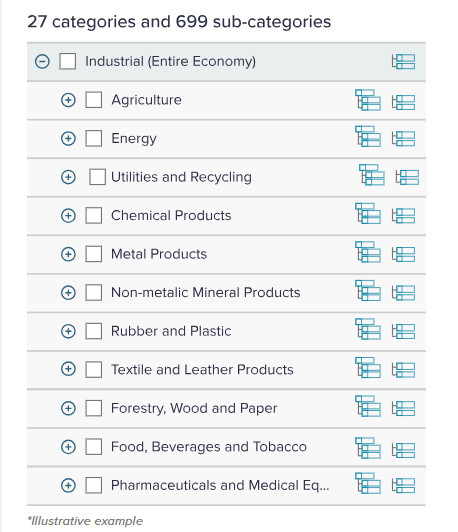 27 categories and 699 sub-categories
Industrial (Entire Economy)
Agriculture
Energy
Utilities and Recycling
Chemical Products
Metal Products
Non-metalic Mineral Products
Rubber and Plastic
Textile and Leather Products
Forestry, Wood and Paper
Food, Beverages and Tobacco
Pharmaceuticals and Medical Eq...
*Illustrative example